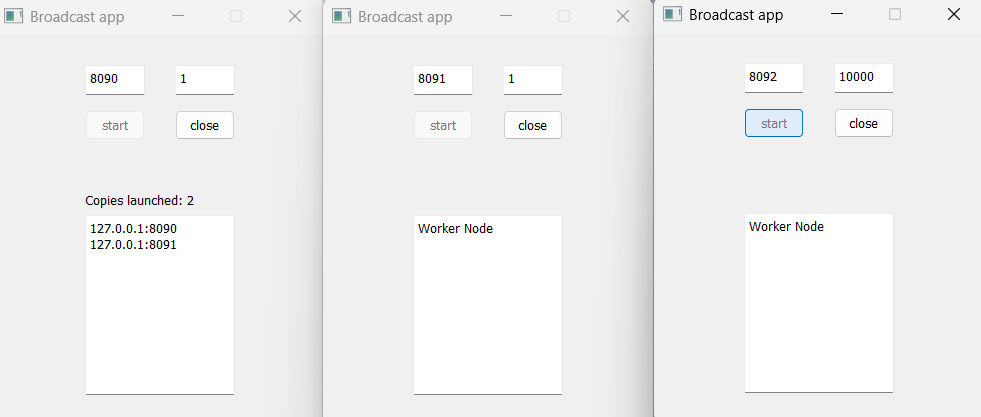 Broadcast app
8090 1
start close
Copies launched: 2
127.0.0.1:8090
127.0.0.1:8091
Broadcast app
8091 1
start close
Worker Node
Broadcast app
8092 10000
start close
Worker Node